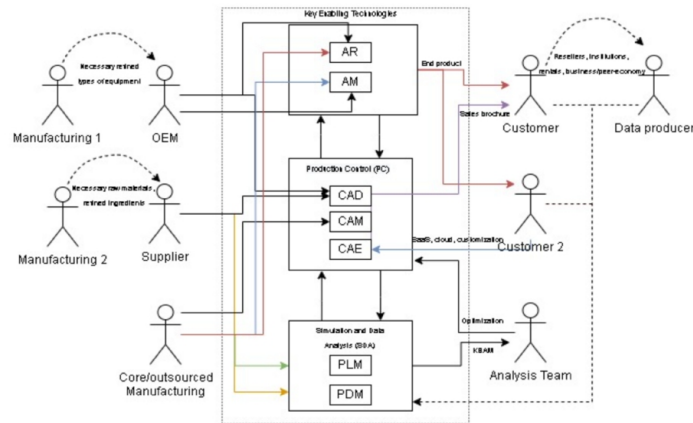 Key Enabling Technologies
Necessary refined
types of equipment
AR
AM
End product
Resellers, institutions,
rentals, business/peer-economy
Sales brochure
Manufacturing 1
OEM
Customer
Data producer
Production Control (PC)
Necessary raw materials,
refined ingredients
CAD
CAM
CAE
SaaS, cloud, customization
Manufacturing 2
Supplier
Customer 2
Simulation and Data
Analysis (SDA)
Optimization
PLM
PDM
Core/outsourced
Manufacturing
Analysis Team